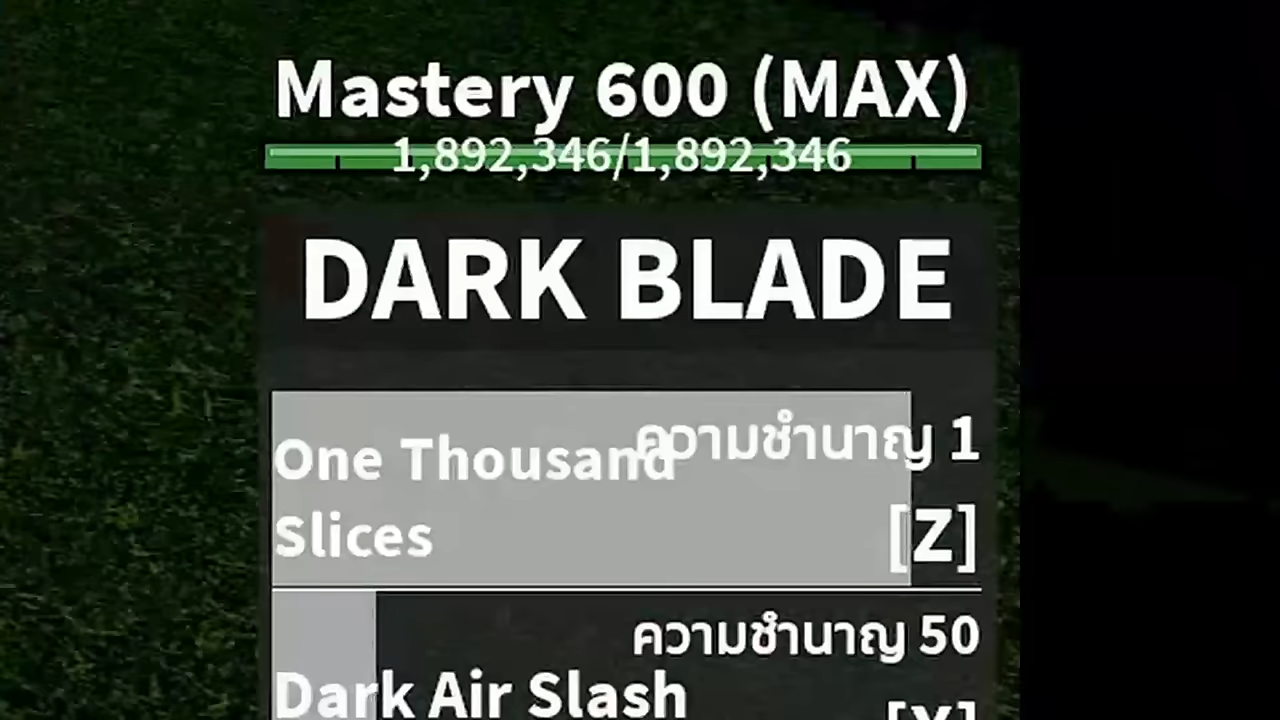 Mastery 600 (MAX)
1,892,346/1,892,346
DARK BLADE
ความชำนาญ 1
One Thousand
Slices
[Z]
ความชำนาญ 50
Dark Air Slash
[X]